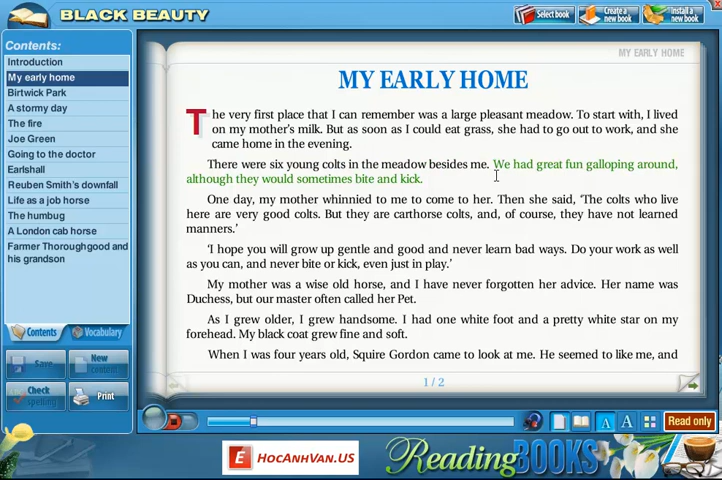 BLACK BEAUTY
Select book
Create a
new book
Install a
new book
Contents:
Introduction
My early home
Birtwick Park
A stormy day
The fire
Joe Green
Going to the doctor
Earlshall
Reuben Smith's downfall
Life as a job horse
The humbug
A London cab horse
Farmer Thoroughgood and
his grandson
Contents
Vocabulary
Save
New
content
Check
spelling
Print
MY EARLY HOME
MY EARLY HOME
The very first place that I can remember was a large pleasant meadow. To start with, I lived
on my mother's milk. But as soon as I could eat grass, she had to go out to work, and she
came home in the evening.
There were six young colts in the meadow besides me. We had great fun galloping around,
although they would sometimes bite and kick.
One day, my mother whinnied to me to come to her. Then she said, 'The colts who live
here are very good colts. But they are carthorse colts, and, of course, they have not learned
manners.'
'I hope you will grow up gentle and good and never learn bad ways. Do your work as well
as you can, and never bite or kick, even just in play.'
My mother was a wise old horse, and I have never forgotten her advice. Her name was
Duchess, but our master often called her Pet.
As I grew older, I grew handsome. I had one white foot and a pretty white star on my
forehead. My black coat grew fine and soft.
When I was four years old, Squire Gordon came to look at me. He seemed to like me, and
1 / 2
A
A
Read only
E HOCANHVAN.US
Reading BOOKS